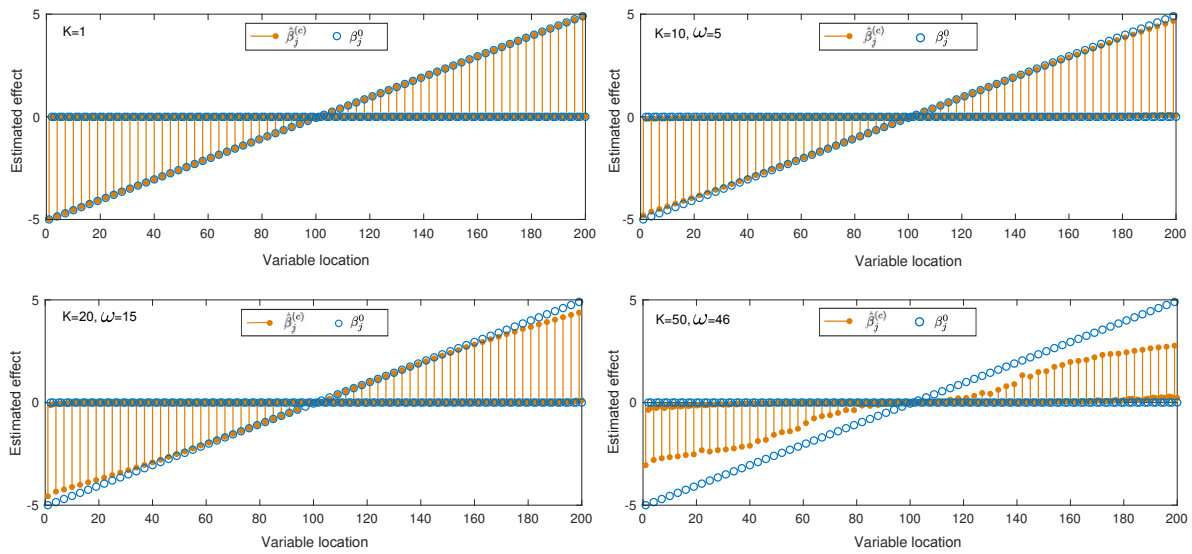 K=1
β̂̇_j^(c) β_j^0
Estimated effect
5
0
-5
0 20 40 60 80 100 120 140 160 180 200
Variable location
K=10, ω=5
β̂̇_j^(c) β_j^0
Estimated effect
5
0
-5
0 20 40 60 80 100 120 140 160 180 200
Variable location
K=20, ω=15
β̂̇_j^(c) β_j^0
Estimated effect
5
0
-5
0 20 40 60 80 100 120 140 160 180 200
Variable location
K=50, ω=46
β̂̇_j^(c) β_j^0
Estimated effect
5
0
-5
0 20 40 60 80 100 120 140 160 180 200
Variable location